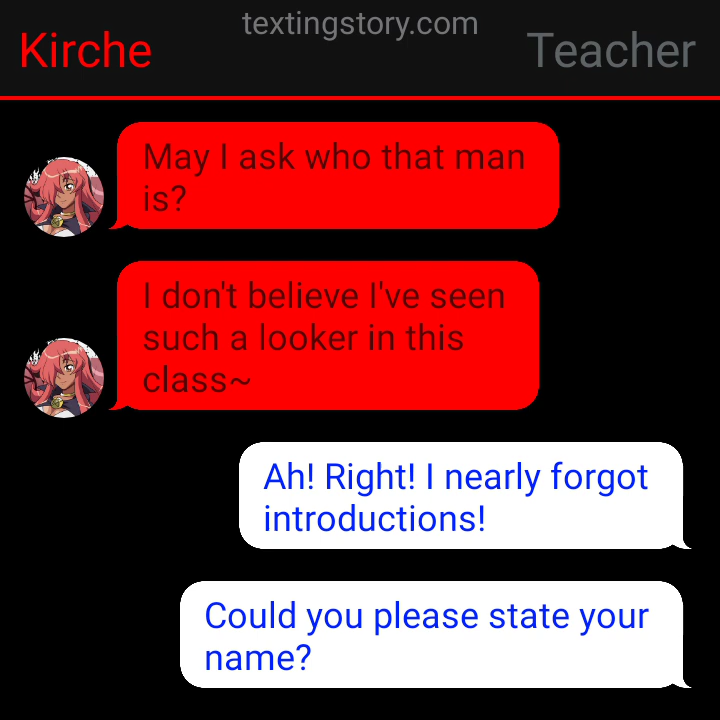 textingstory.com
Kirche
Teacher
May I ask who that man
is?
I don't believe I've seen
such a looker in this
class~
Ah! Right! I nearly forgot
introductions!
Could you please state your
name?